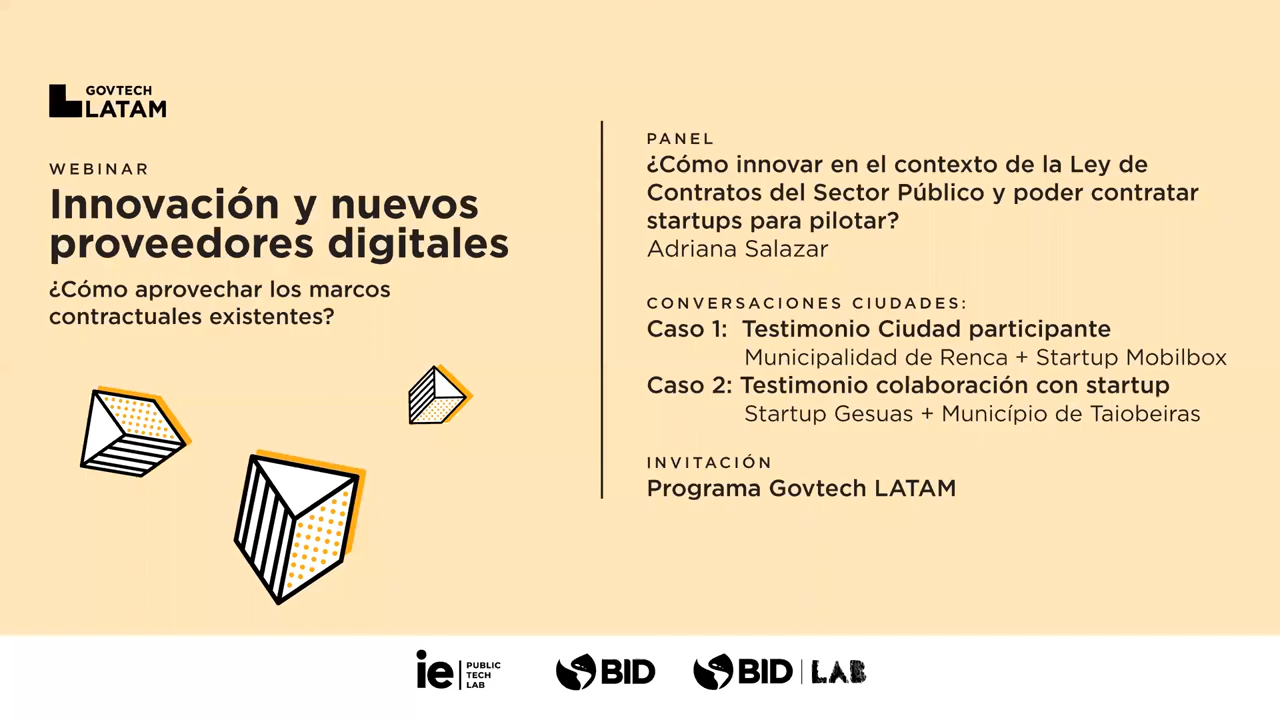 GOVTECH
LATAM
WEBINAR
Innovación y nuevos
proveedores digitales
¿Cómo aprovechar los marcos
contractuales existentes?
PANEL
¿Cómo innovar en el contexto de la Ley de
Contratos del Sector Público y poder contratar
startups para pilotar?
Adriana Salazar
CONVERSACIONES CIUDADES:
Caso 1: Testimonio Ciudad participante
Municipalidad de Renca + Startup Mobilbox
Caso 2: Testimonio colaboración con startup
Startup Gesuas + Município de Taiobeiras
INVITACIÓN
Programa Govtech LATAM
ie PUBLIC
TECH
LAB
BID
BID LAB